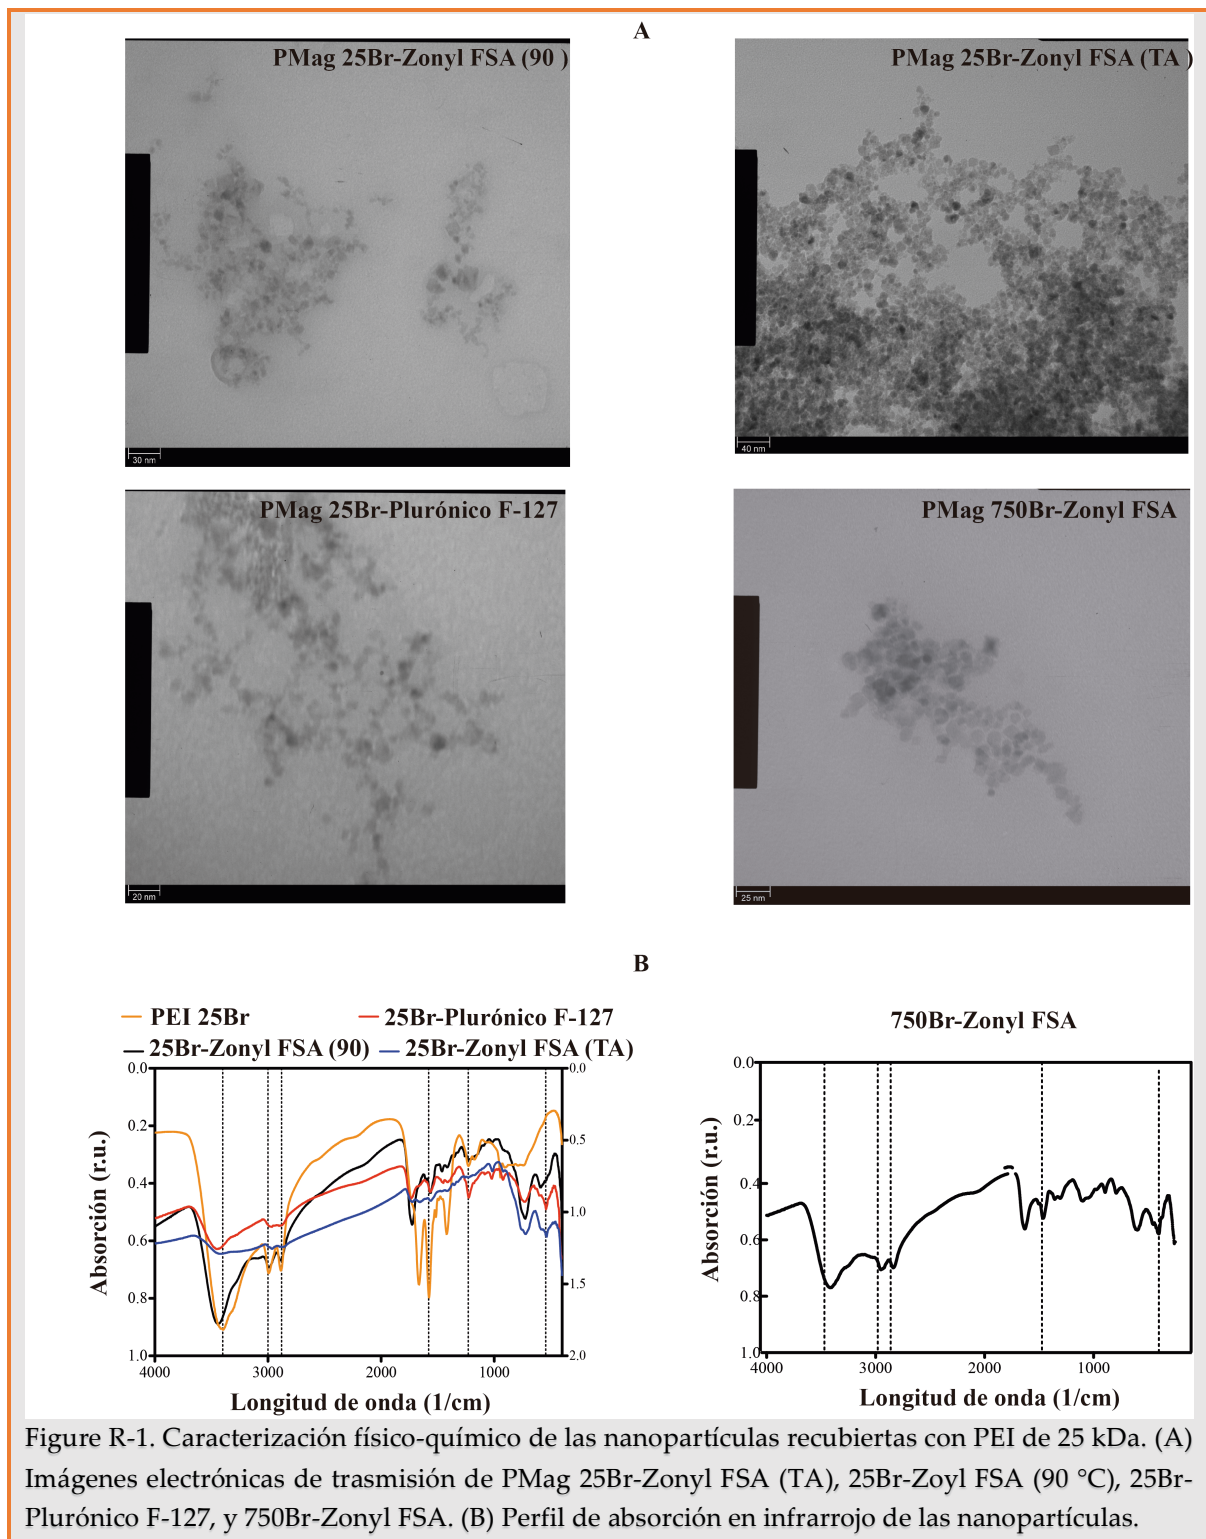 A
PMag 25Br-Zonyl FSA (90 )
PMag 25Br-Zonyl FSA (TA )
30 nm
40 nm
PMag 25Br-Plurónico F-127
PMag 750Br-Zonyl FSA
20 nm
25 nm
B
PEI 25Br
25Br-Plurónico F-127
25Br-Zonyl FSA (90)
25Br-Zonyl FSA (TA)
750Br-Zonyl FSA
0.0
0.2
0.4
0.6
0.8
1.0
Absorción (r.u.)
0.0
0.5
1.0
1.5
2.0
4000 3000 2000 1000
Longitud de onda (1/cm)
0.0
0.2
0.4
0.6
0.8
1.0
Absorción (r.u.)
4000 3000 2000 1000
Longitud de onda (1/cm)
Figure R-1. Caracterización físico-químico de las nanopartículas recubiertas con PEI de 25 kDa. (A)
Imágenes electrónicas de trasmisión de PMag 25Br-Zonyl FSA (TA), 25Br-Zoyl FSA (90 °C), 25Br-
Plurónico F-127, y 750Br-Zonyl FSA. (B) Perfil de absorción en infrarrojo de las nanopartículas.